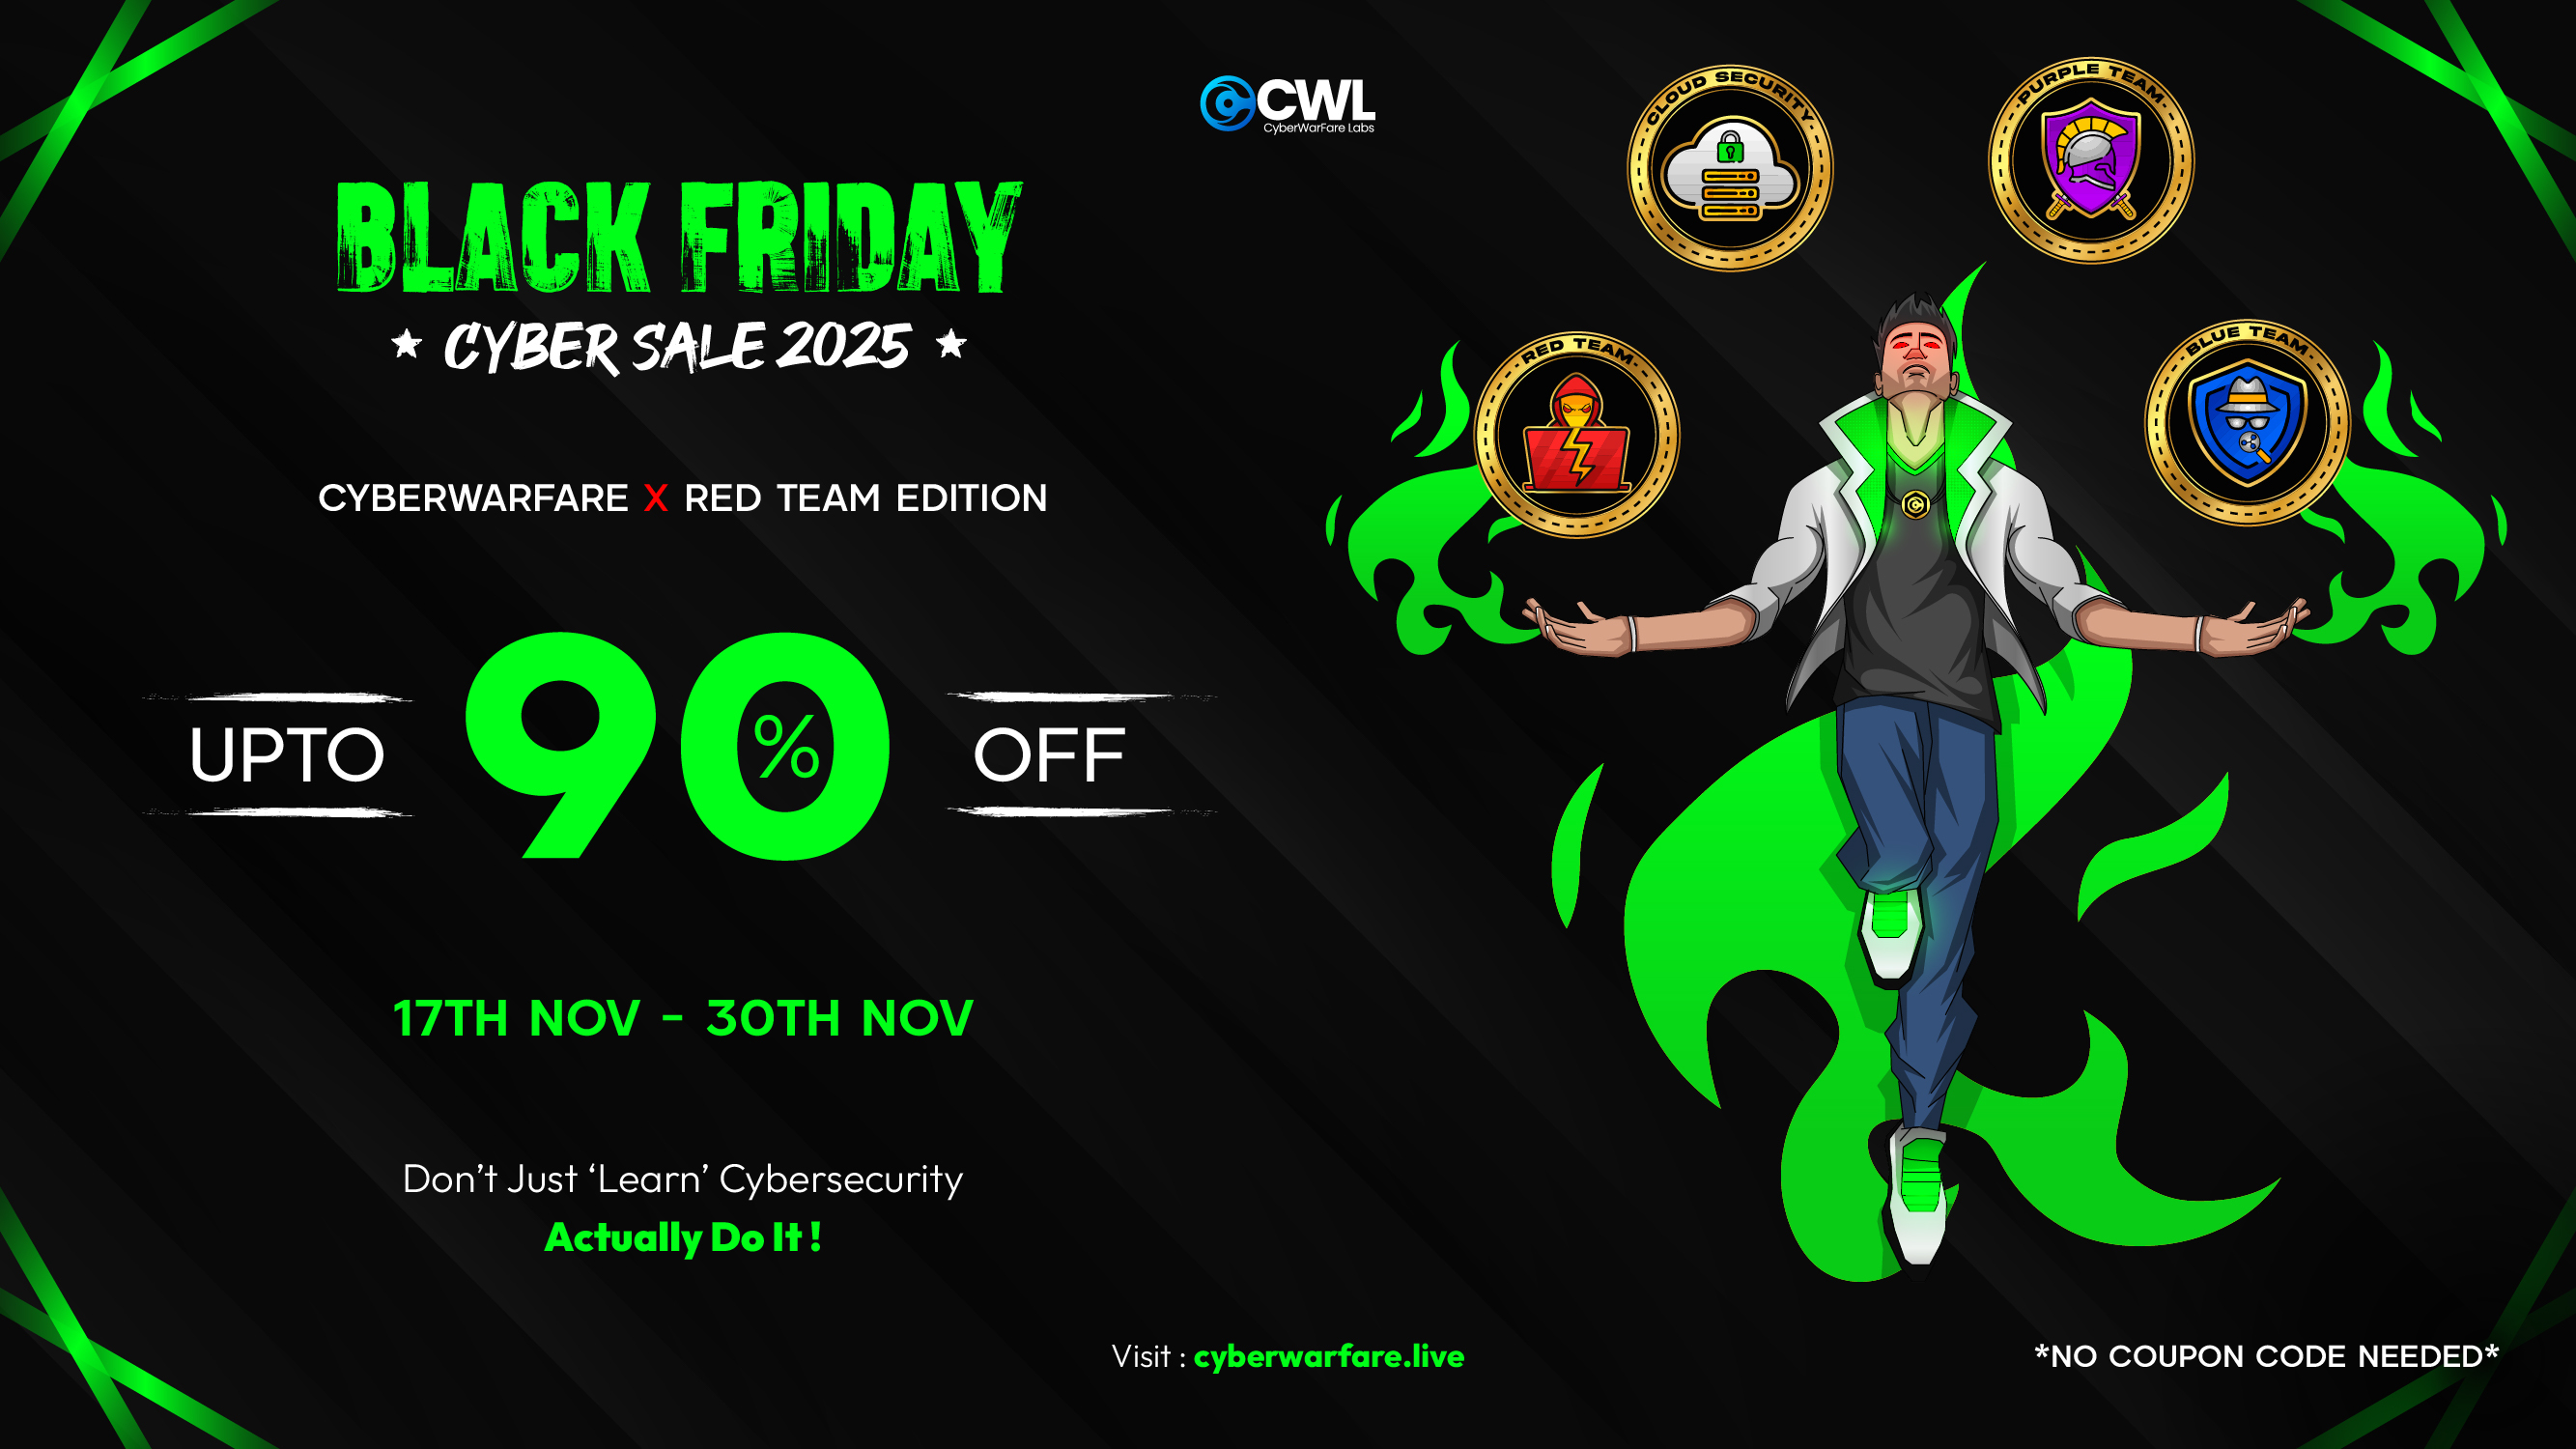 CWL
CyberWarFare Labs
BLACK FRIDAY
CYBER SALE 2025
CYBERWARFARE X RED TEAM EDITION
UPTO 90% OFF
17TH NOV - 30TH NOV
Don’t Just ‘Learn’ Cybersecurity
Actually Do It !
CLOUD SECURITY
PURPLE TEAM
RED TEAM
BLUE TEAM
Visit : cyberwarfare.live
*NO COUPON CODE NEEDED*